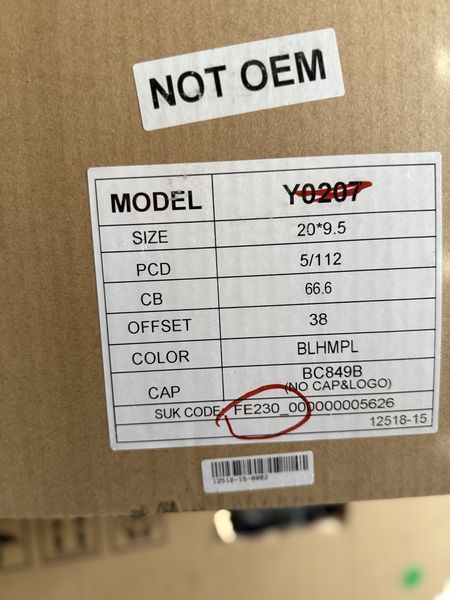 NOT OEM
MODEL Y0207
SIZE 20*9.5
PCD 5/112
CB 66.6
OFFSET 38
COLOR BLHMPL
CAP BC849B
(NO CAP&LOGO)
SUK CODE FE230_000000005626
12518-15
12518-15-0002